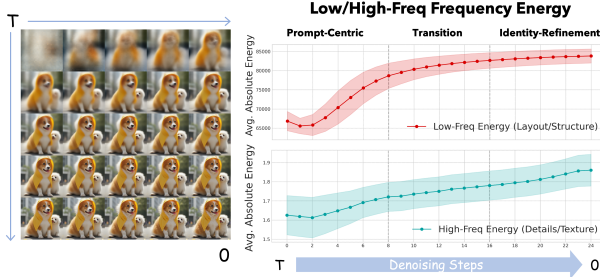 Low/High-Freq Frequency Energy
T
0
Prompt-Centric Transition Identity-Refinement
Avg. Absolute Energy
85000
80000
75000
70000
65000
Low-Freq Energy (Layout/Structure)
Avg. Absolute Energy
1.9
1.8
1.7
1.6
1.5
High-Freq Energy (Details/Texture)
0 2 4 6 8 10 12 14 16 18 20 22 24
T Denoising Steps 0